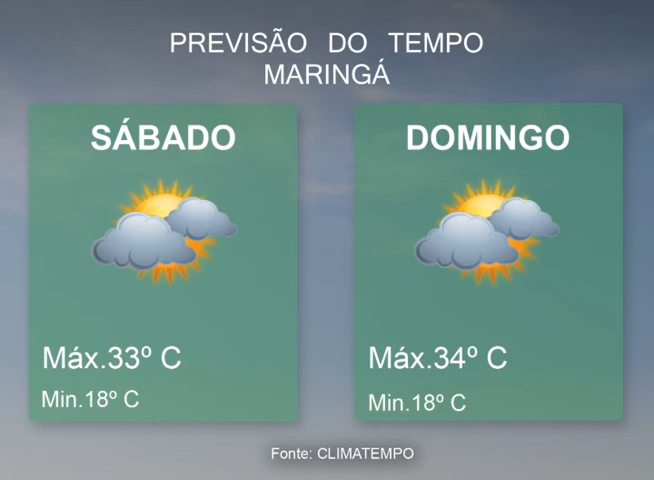 PREVISÃO DO TEMPO
MARINGÁ
SÁBADO
Máx.33º C
Min.18º C
DOMINGO
Máx.34º C
Min.18º C
Fonte: CLIMATEMPO